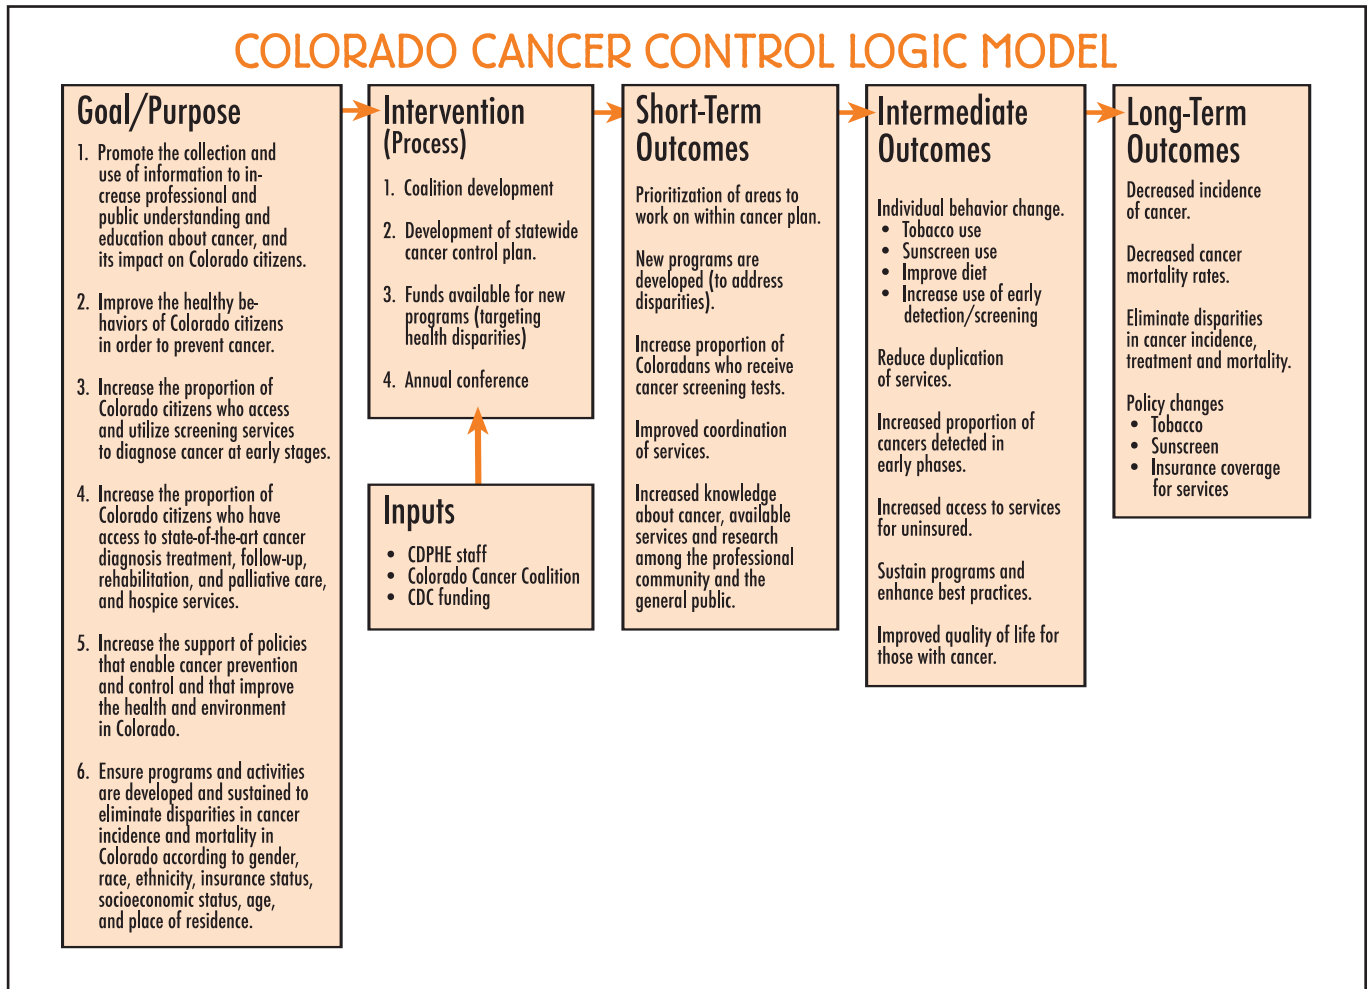 COLORADO CANCER CONTROL LOGIC MODEL
Goal/Purpose
1. Promote the collection and
use of information to in-
crease professional and
public understanding and
education about cancer, and
its impact on Colorado citizens.
2. Improve the healthy be-
haviors of Colorado citizens
in order to prevent cancer.
3. Increase the proportion of
Colorado citizens who access
and utilize screening services
to diagnose cancer at early stages.
4. Increase the proportion of
Colorado citizens who have
access to state-of-the-art cancer
diagnosis treatment, follow-up,
rehabilitation, and palliative care,
and hospice services.
5. Increase the support of policies
that enable cancer prevention
and control and that improve
the health and environment
in Colorado.
6. Ensure programs and activities
are developed and sustained to
eliminate disparities in cancer
incidence and mortality in
Colorado according to gender,
race, ethnicity, insurance status,
socioeconomic status, age,
and place of residence.
Intervention
(Process)
1. Coalition development
2. Development of statewide
cancer control plan.
3. Funds available for new
programs (targeting
health disparities)
4. Annual conference
Inputs
• CDPHE staff
• Colorado Cancer Coalition
• CDC funding
Short-Term
Outcomes
Prioritization of areas to
work on within cancer plan.
New programs are
developed (to address
disparities).
Increase proportion of
Coloradans who receive
cancer screening tests.
Improved coordination
of services.
Increased knowledge
about cancer, available
services and research
among the professional
community and the
general public.
Intermediate
Outcomes
Individual behavior change.
• Tobacco use
• Sunscreen use
• Improve diet
• Increase use of early
detection/screening
Reduce duplication
of services.
Increased proportion of
cancers detected in
early phases.
Increased access to services
for uninsured.
Sustain programs and
enhance best practices.
Improved quality of life for
those with cancer.
Long-Term
Outcomes
Decreased incidence
of cancer.
Decreased cancer
mortality rates.
Eliminate disparities
in cancer incidence,
treatment and mortality.
Policy changes
• Tobacco
• Sunscreen
• Insurance coverage
for services